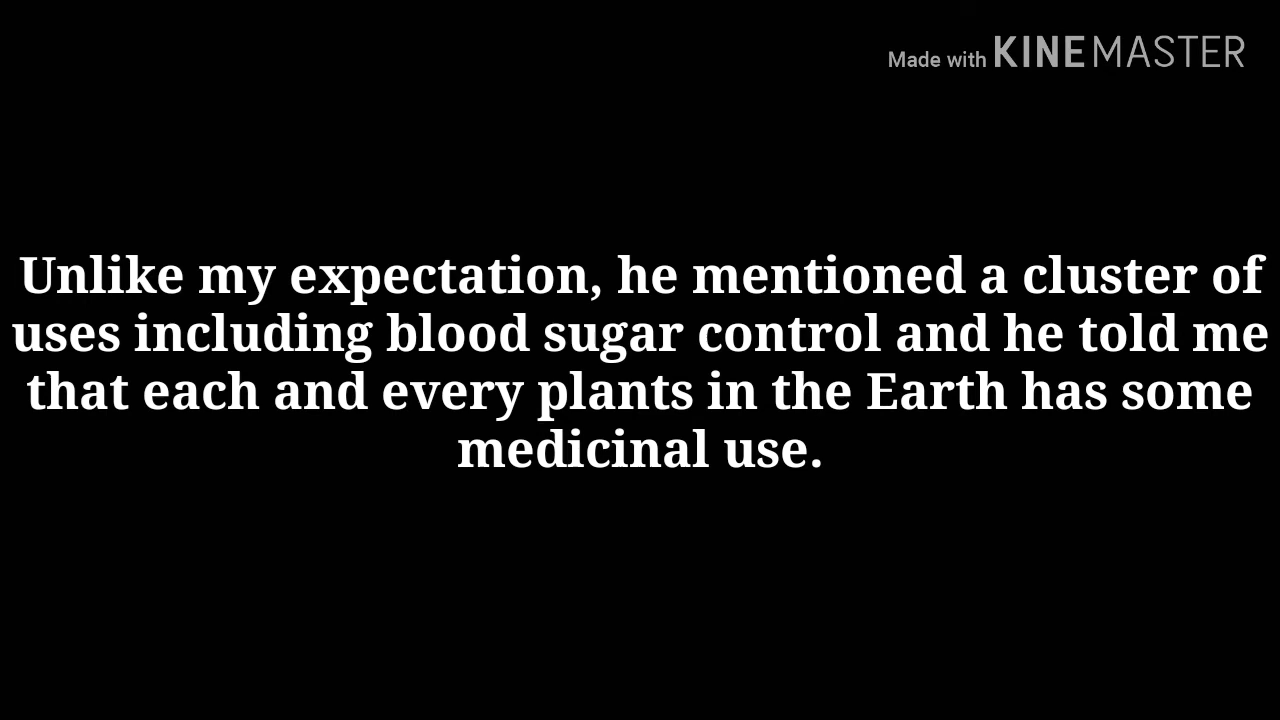 Made with KINEMASTER
Unlike my expectation, he mentioned a cluster of
uses including blood sugar control and he told me
that each and every plants in the Earth has some
medicinal use.